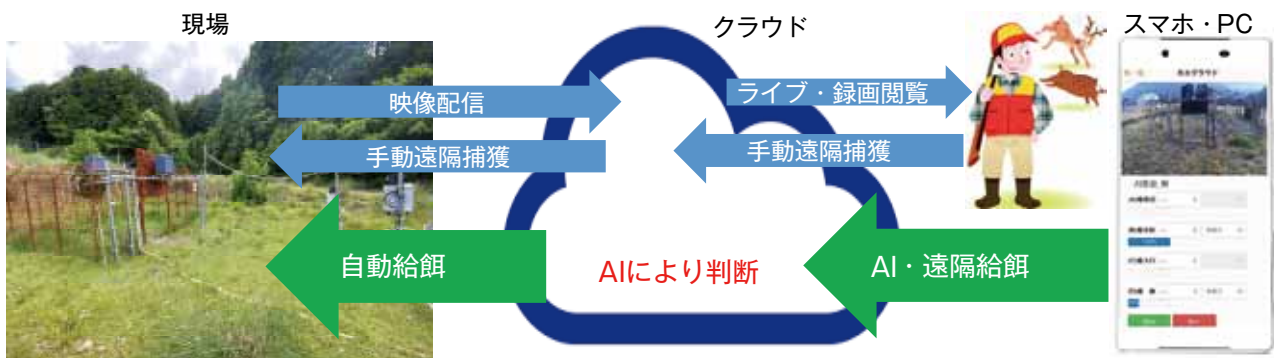 現場
クラウド
スマホ・PC
映像配信
ライブ・録画閲覧
手動遠隔捕獲
手動遠隔捕獲
自動給餌
AIにより判断
AI・遠隔給餌